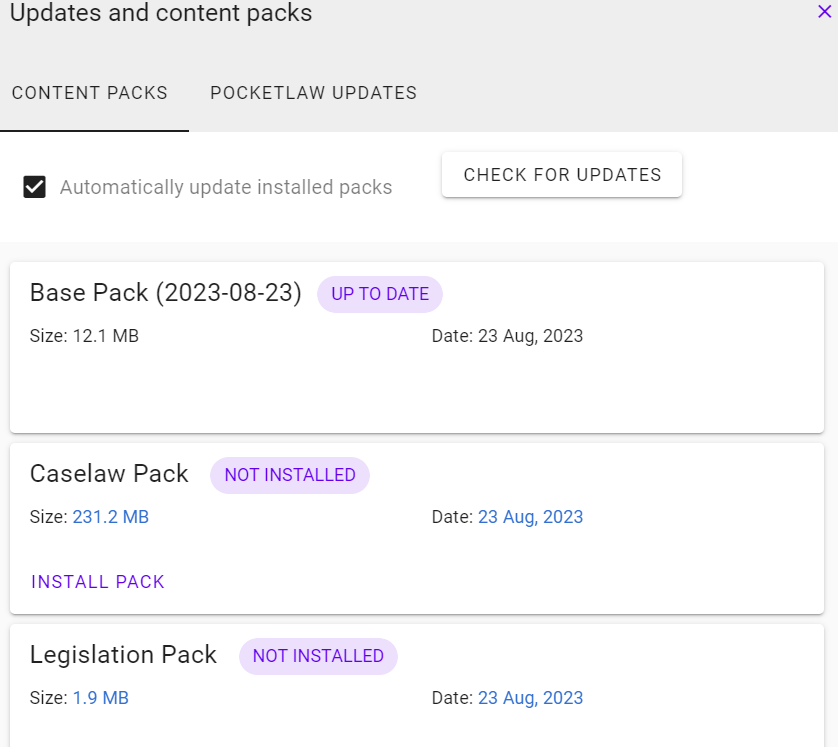 Updates and content packs
CONTENT PACKS POCKETLAW UPDATES
Automatically update installed packs CHECK FOR UPDATES
Base Pack (2023-08-23) UP TO DATE
Size: 12.1 MB Date: 23 Aug, 2023
Caselaw Pack NOT INSTALLED
Size: 231.2 MB Date: 23 Aug, 2023
INSTALL PACK
Legislation Pack NOT INSTALLED
Size: 1.9 MB Date: 23 Aug, 2023